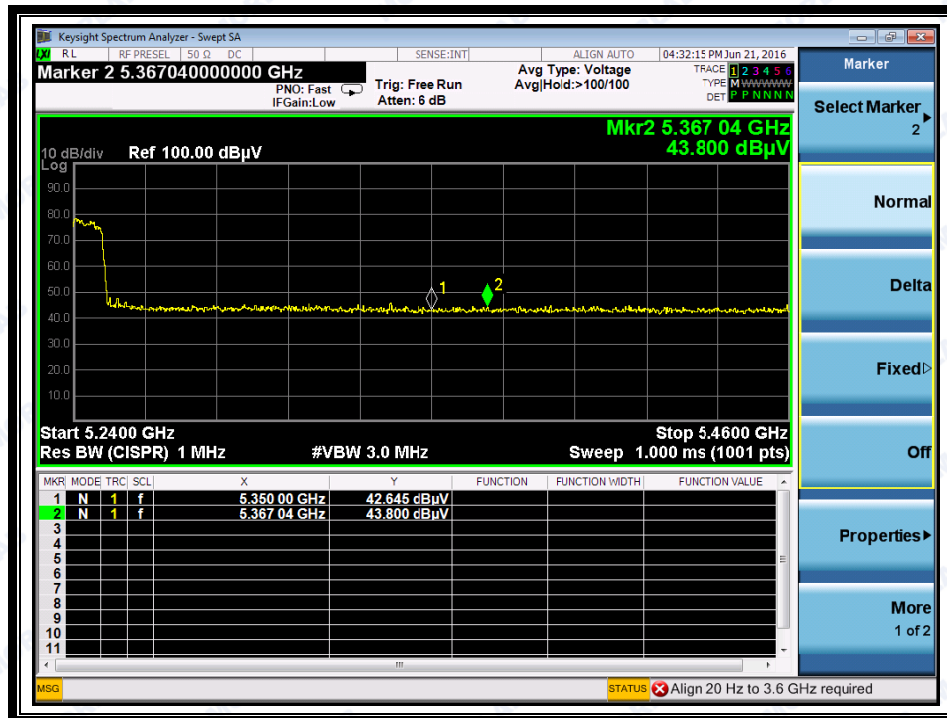 Keysight Spectrum Analyzer - Swept SA
LXI RL RF PRESEL 50 Ω DC SENSE:INT ALIGN AUTO 04:32:15 PM Jun 21, 2016
Marker 2 5.367040000000 GHz
PNO: Fast
IFGain:Low
Trig: Free Run
Atten: 6 dB
Avg Type: Voltage
Avg|Hold:>100/100
TRACE 1 2 3 4 5 6
TYPE M WWWWW
DET P P N N N N
Mkr2 5.367 04 GHz
43.800 dBµV
10 dB/div Ref 100.00 dBµV
Log
90.0
80.0
70.0
60.0
50.0
40.0
30.0
20.0
10.0
1
2
Start 5.2400 GHz
Stop 5.4600 GHz
Res BW (CISPR) 1 MHz #VBW 3.0 MHz Sweep 1.000 ms (1001 pts)
MKR MODE TRC SCL X Y FUNCTION FUNCTION WIDTH FUNCTION VALUE
1 N 1 f 5.350 00 GHz 42.645 dBµV
2 N 1 f 5.367 04 GHz 43.800 dBµV
3
4
5
6
7
8
9
10
11
MSG
STATUS Align 20 Hz to 3.6 GHz required
Marker
Select Marker
2
Normal
Delta
Fixed
Off
Properties
More
1 of 2